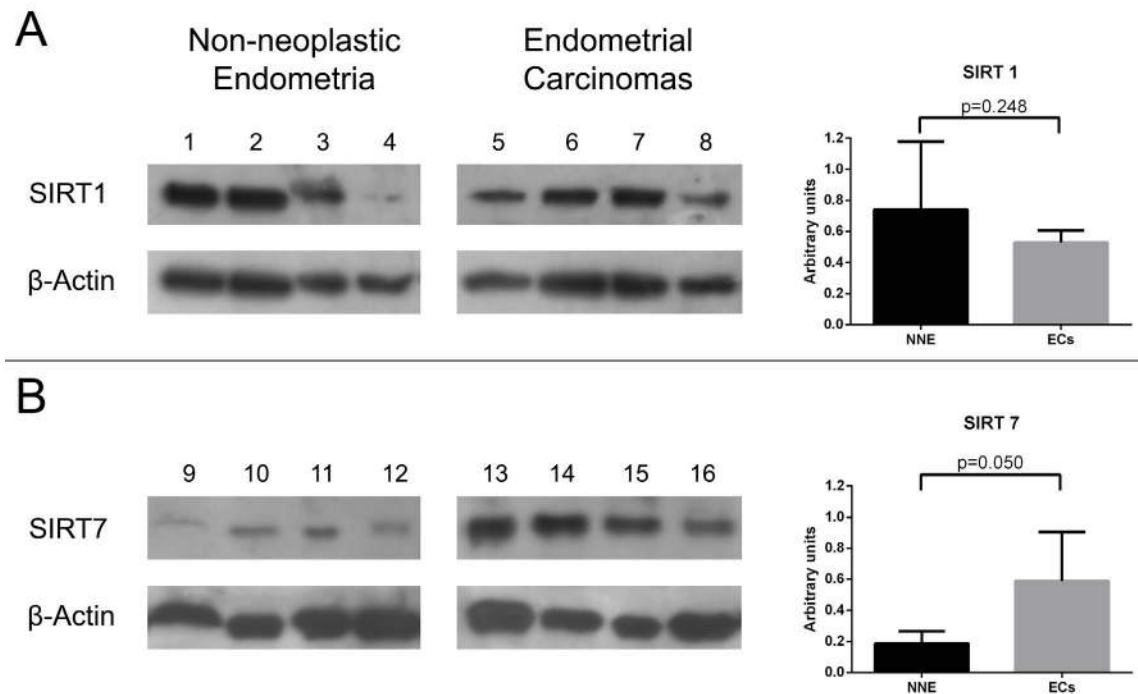 A
Non-neoplastic
Endometria
Endometrial
Carcinomas
1 2 3 4
5 6 7 8
SIRT1
β-Actin
SIRT 1
p=0.248
Arbitrary units
1.2
1.0
0.8
0.6
0.4
0.2
0.0
NNE ECs
B
9 10 11 12
13 14 15 16
SIRT7
β-Actin
SIRT 7
p=0.050
Arbitrary units
1.2
1.0
0.8
0.6
0.4
0.2
0.0
NNE ECs